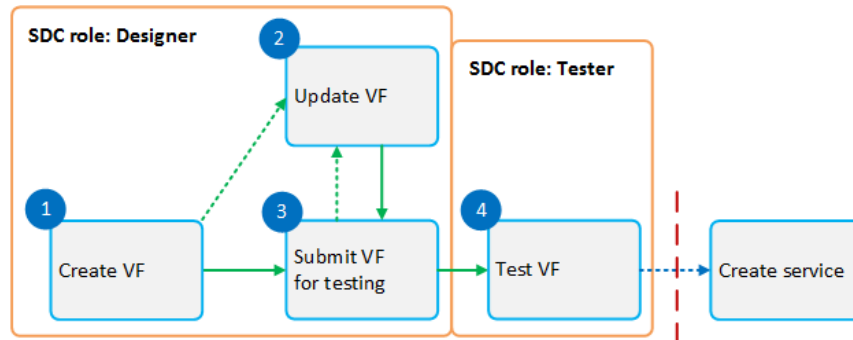 SDC role: Designer
2
Update VF
SDC role: Tester
1
Create VF
3
Submit VF
for testing
4
Test VF
Create service